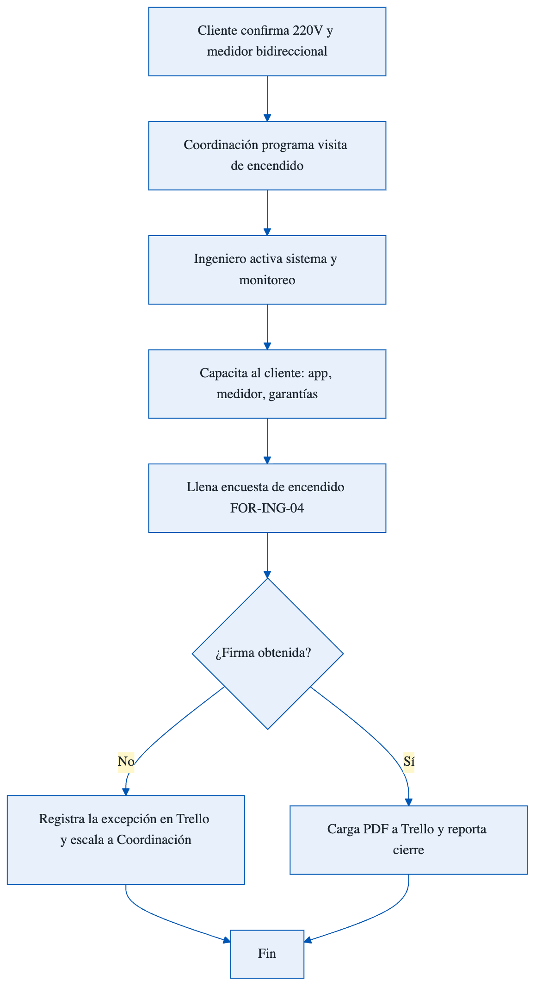 Cliente confirma 220V y
medidor bidireccional
Coordinación programa visita
de encendido
Ingeniero activa sistema y
monitoreo
Capacita al cliente: app,
medidor, garantías
Llena encuesta de encendido
FOR-ING-04
¿Firma obtenida?
No
Sí
Registra la excepción en Trello
y escala a Coordinación
Carga PDF a Trello y reporta
cierre
Fin